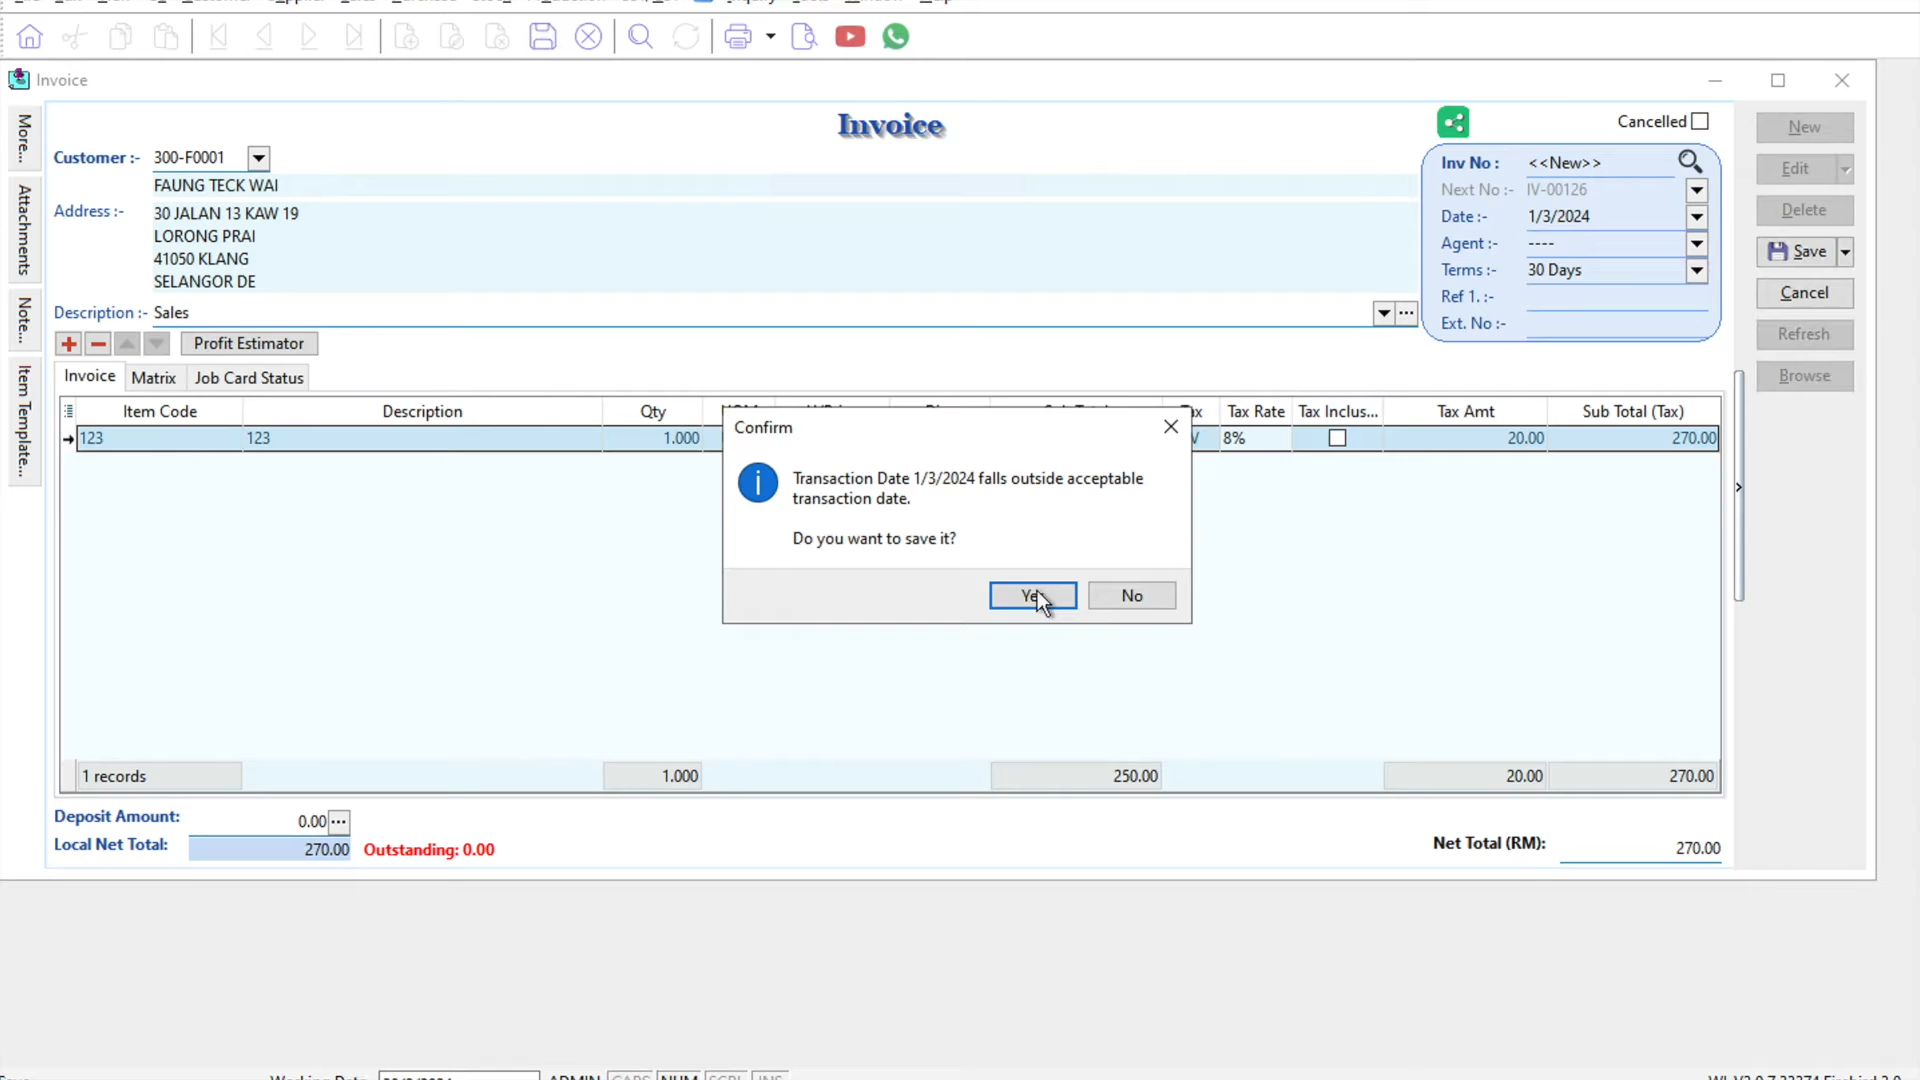 Invoice
Invoice
Cancelled
More...
Attachments
Note...
Item Template...
Customer :- 300-F0001
FAUNG TECK WAI
Address :- 30 JALAN 13 KAW 19
LORONG PRAI
41050 KLANG
SELANGOR DE
Description :- Sales
Inv No : <<New>>
Next No :- IV-00126
Date :- 1/3/2024
Agent :- ----
Terms :- 30 Days
Ref 1. :-
Ext. No :-
New
Edit
Delete
Save
Cancel
Refresh
Browse
Profit Estimator
Invoice Matrix Job Card Status
Item Code Description Qty Tax Rate Tax Inclus... Tax Amt Sub Total (Tax)
123 123 1.000 8% 20.00 270.00
Confirm
Transaction Date 1/3/2024 falls outside acceptable
transaction date.
Do you want to save it?
Yes No
1 records 1.000 250.00 20.00 270.00
Deposit Amount: 0.00
Local Net Total: 270.00 Outstanding: 0.00
Net Total (RM): 270.00